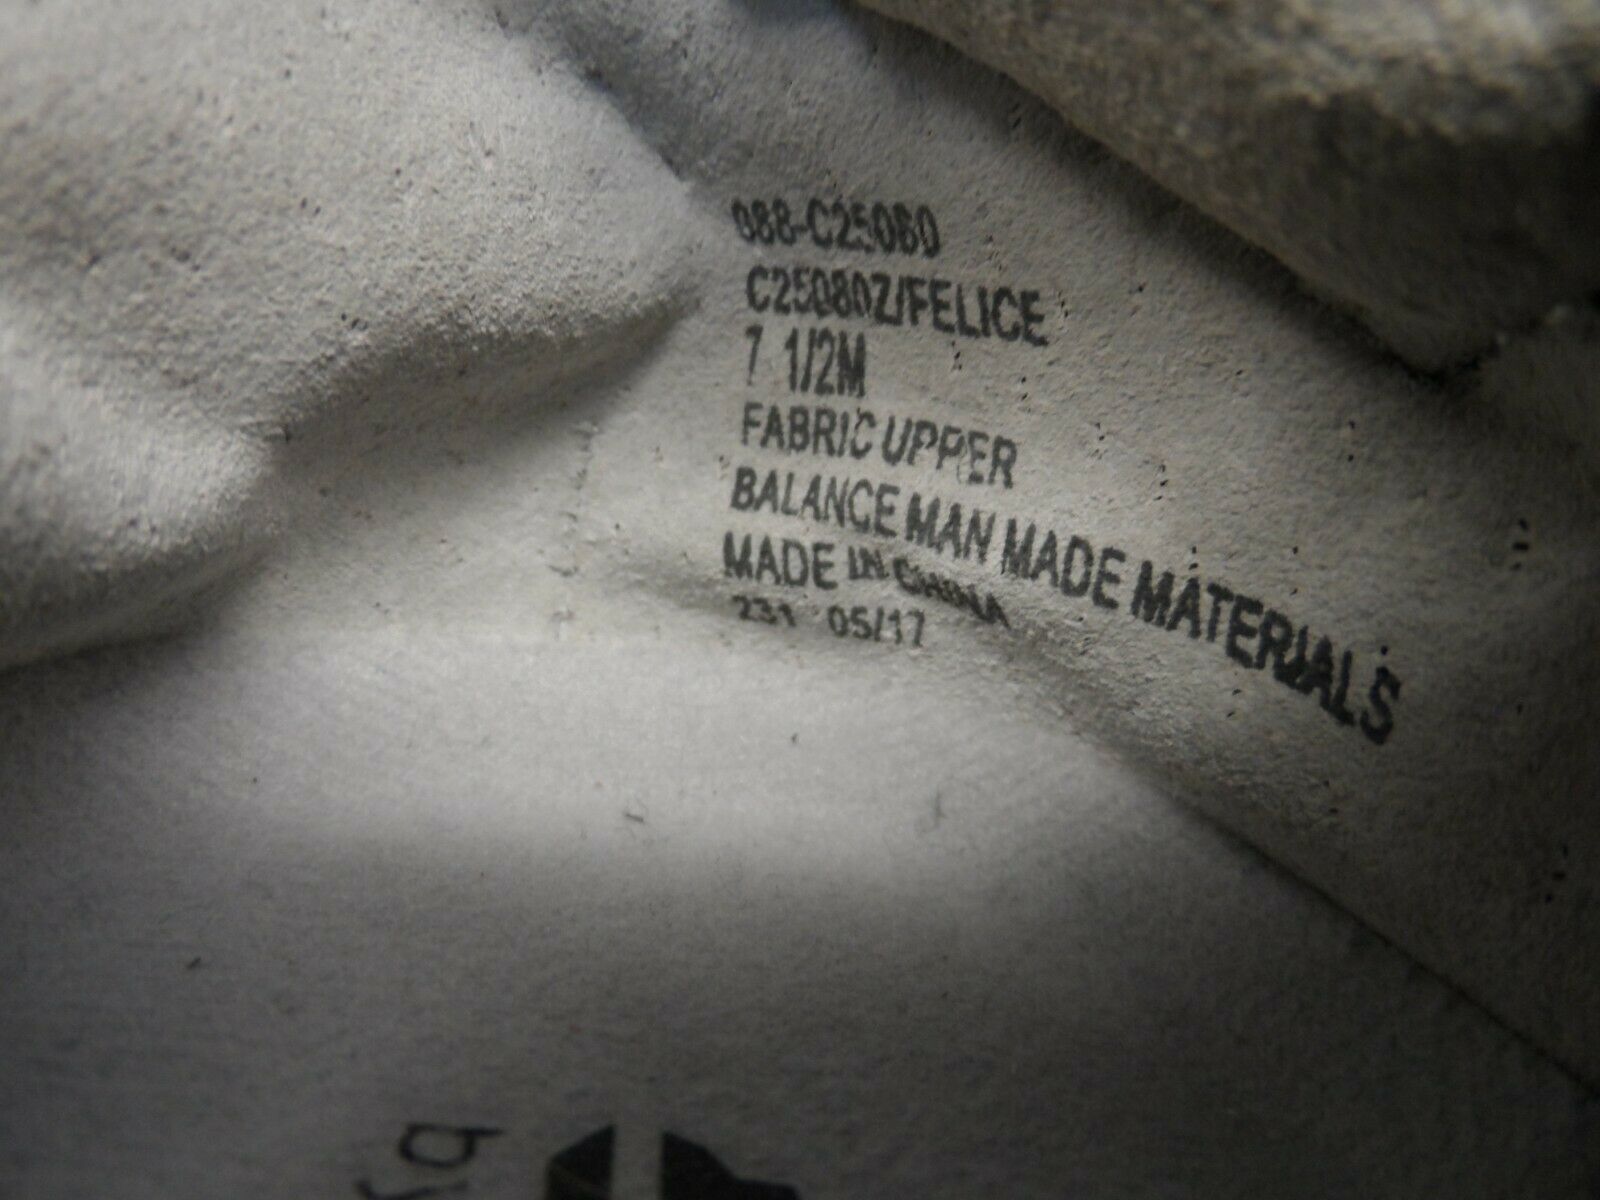 088-C25080
C25080Z/FELICE
7 1/2M
FABRIC UPPER
BALANCE MAN MADE MATERIALS
MADE IN CHINA
231 05/17
by